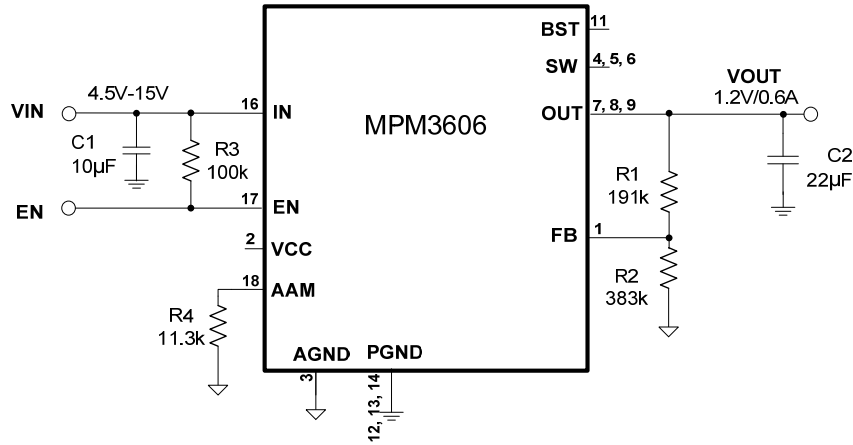 BST
11
SW
4, 5, 6
VIN
4.5V-15V
16
IN
MPM3606
OUT
7, 8, 9
VOUT
1.2V/0.6A
C1
10µF
R3
100k
R1
191k
C2
22µF
EN
17
EN
2
VCC
FB
1
18
AAM
R2
383k
R4
11.3k
AGND
PGND
3
12, 13, 14